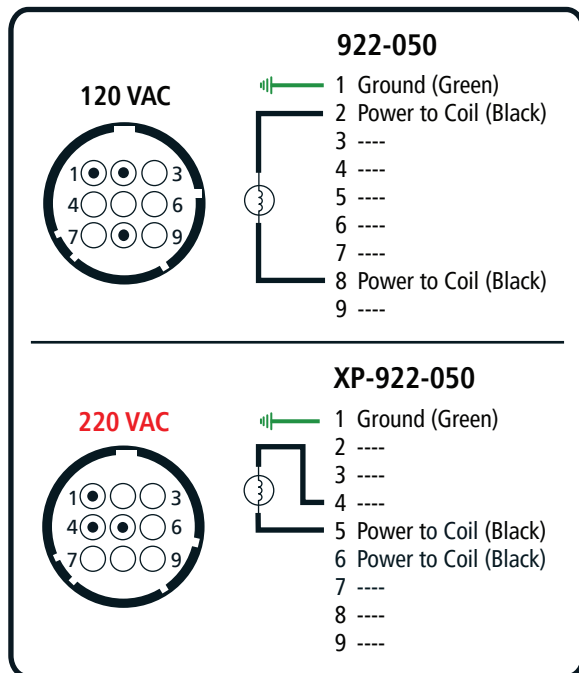 922-050
120 VAC
1 Ground (Green)
2 Power to Coil (Black)
3 ----
4 ----
5 ----
6 ----
7 ----
8 Power to Coil (Black)
9 ----
1 3
4 6
7 9
XP-922-050
220 VAC
1 Ground (Green)
2 ----
3 ----
4 ----
5 Power to Coil (Black)
6 Power to Coil (Black)
7 ----
8 ----
9 ----
1 3
4 6
7 9